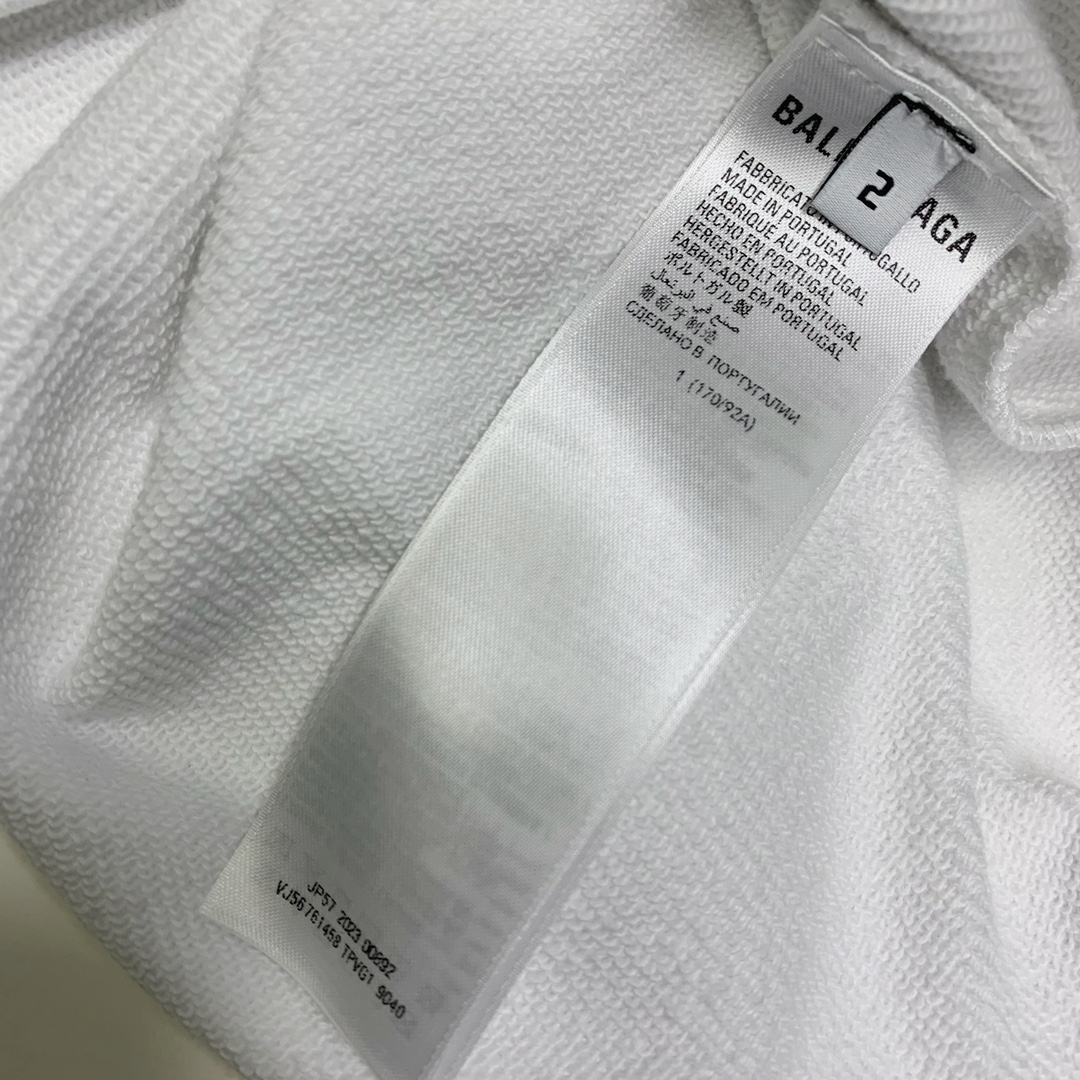 BAL AGA
2
FABBRICATO IN PORTOGALLO
MADE IN PORTUGAL
FABRIQUÉ AU PORTUGAL
HECHO EN PORTUGAL
HERGESTELLT IN PORTUGAL
FABRICADO EM PORTUGAL
ポルトガル製
صنع في البرتغال
葡萄牙制造
СДЕЛАНО В ПОРТУГАЛИИ
1 (170/92A)
JP57 2023 00892
VJ56 761458 TPVG1 9040